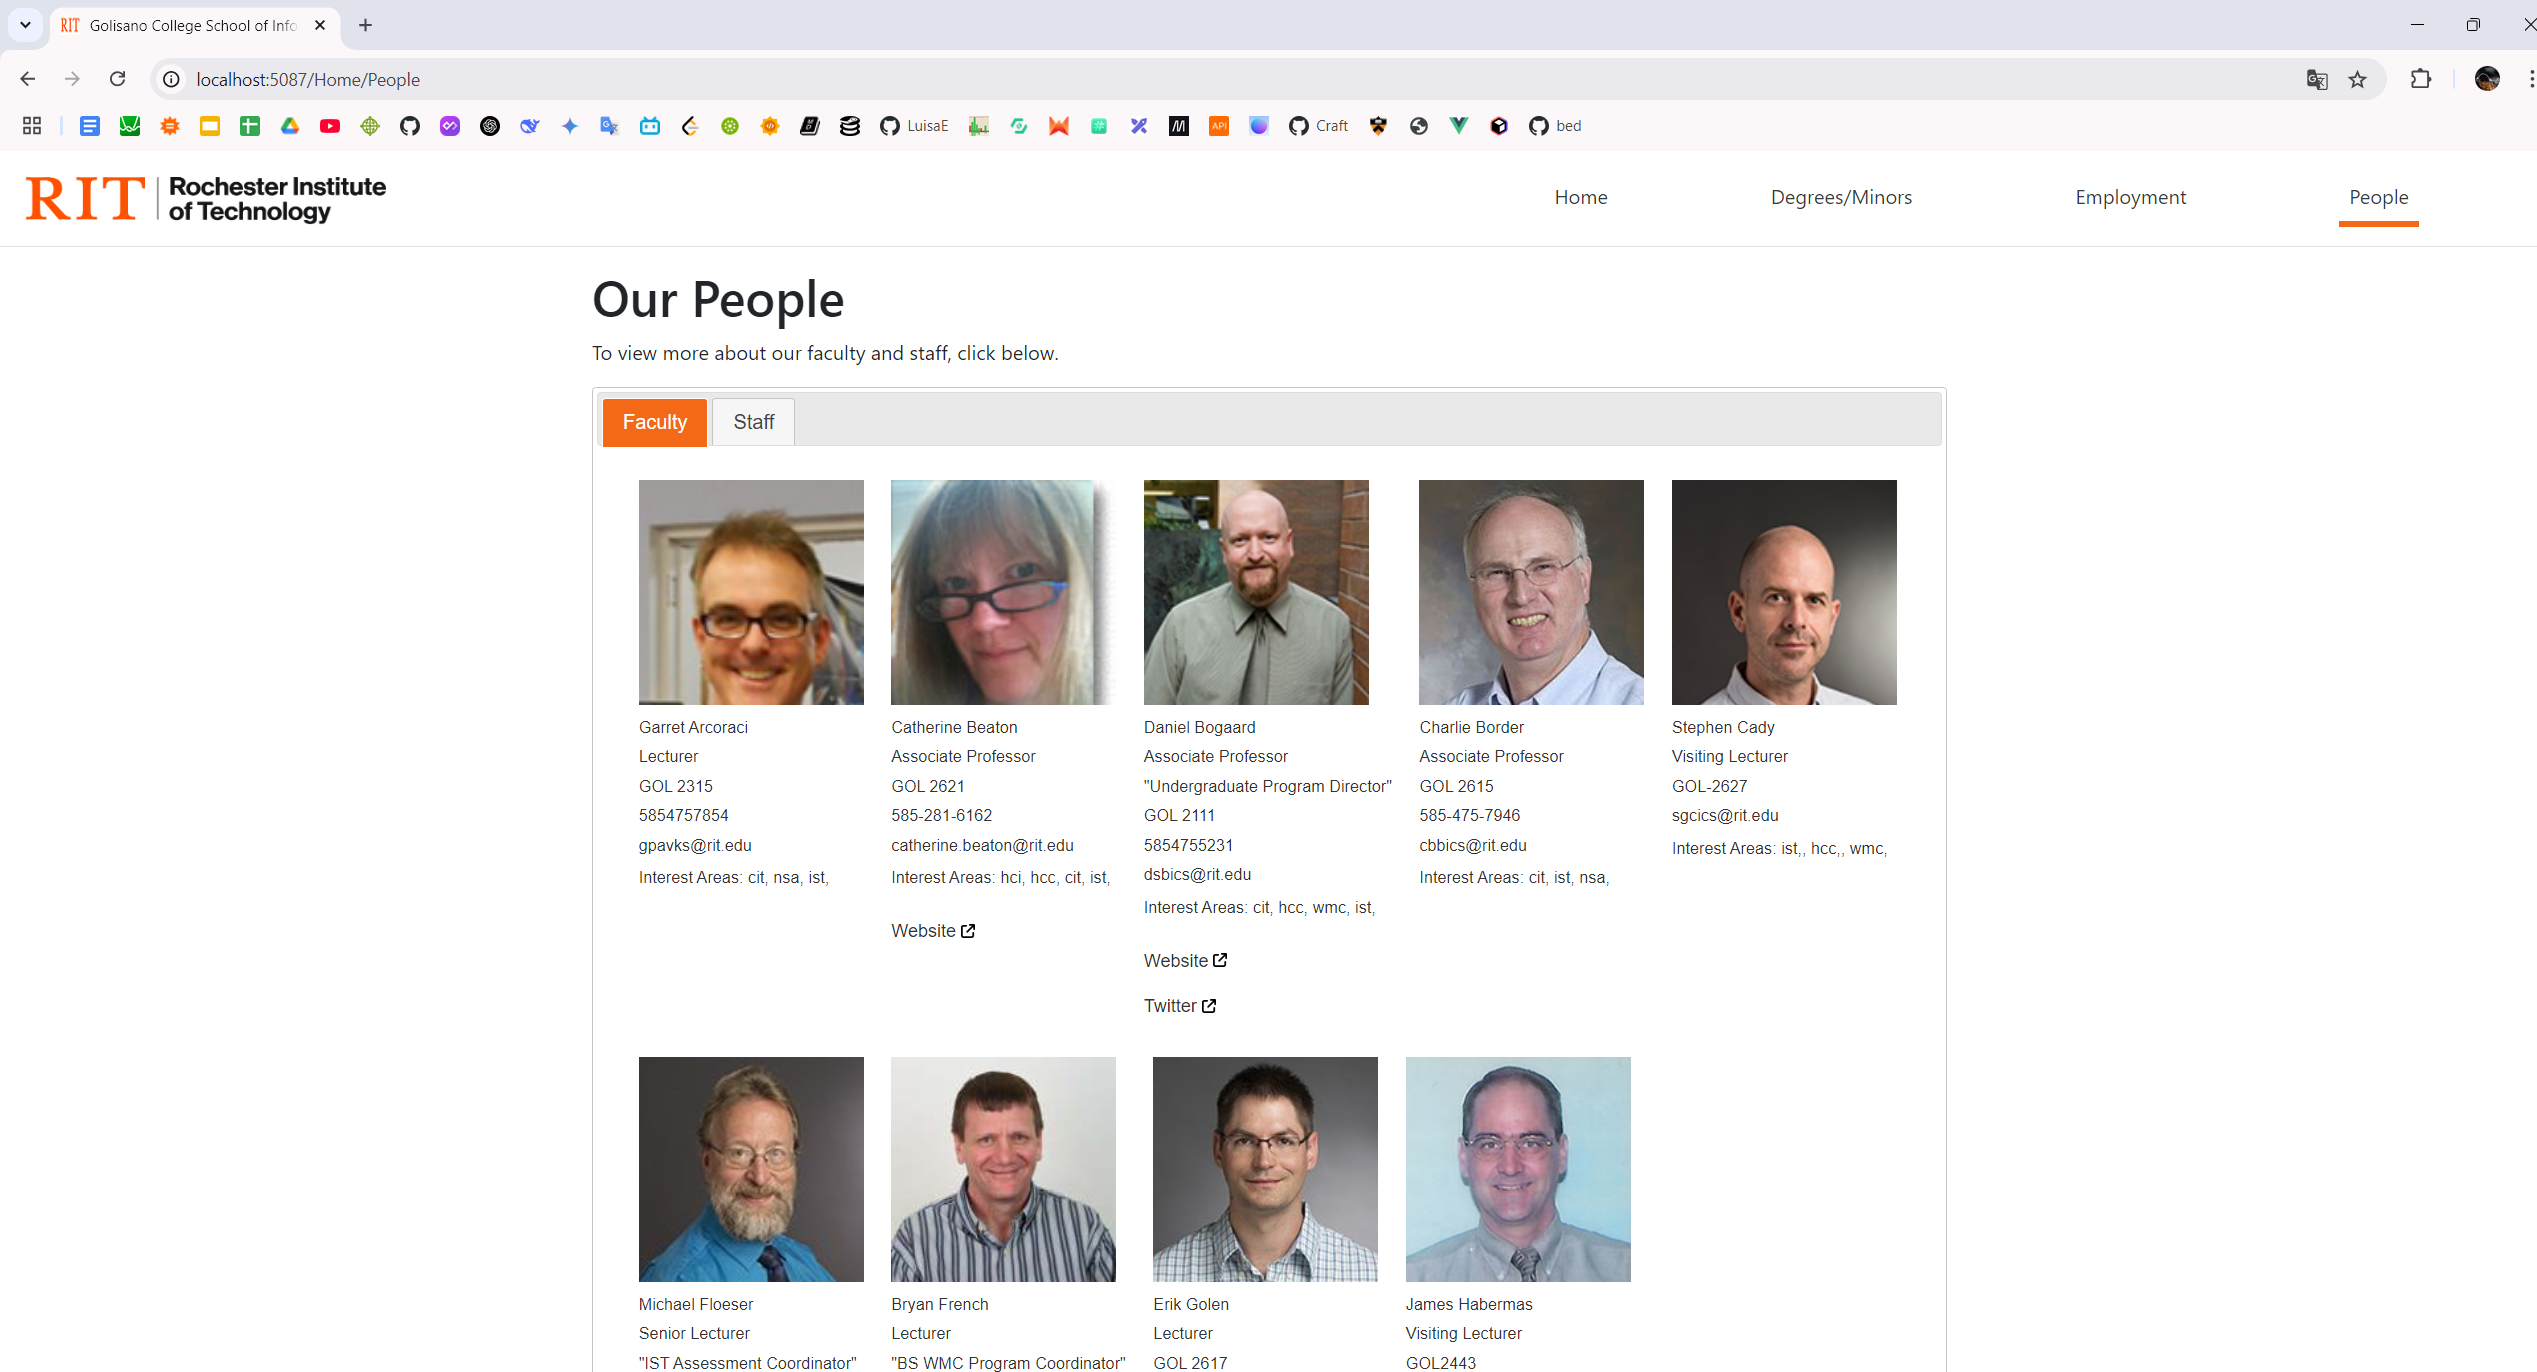 RIT Golisano College School of Info
localhost:5087/Home/People
LusiaE
API
Craft
bed
RIT Rochester Institute
of Technology
Home Degrees/Minors Employment People
Our People
To view more about our faculty and staff, click below.
Faculty Staff
Garret Arcoraci
Lecturer
GOL 2315
5854757854
gpavks@rit.edu
Interest Areas: cit, nsa, ist,
Catherine Beaton
Associate Professor
GOL 2621
585-281-6162
catherine.beaton@rit.edu
Interest Areas: hci, hcc, cit, ist,
Website
Daniel Bogaard
Associate Professor
"Undergraduate Program Director"
GOL 2111
5854755231
dsbics@rit.edu
Interest Areas: cit, hcc, wmc, ist,
Website
Twitter
Charlie Border
Associate Professor
GOL 2615
585-475-7946
cbbics@rit.edu
Interest Areas: cit, ist, nsa,
Stephen Cady
Visiting Lecturer
GOL-2627
sgcics@rit.edu
Interest Areas: ist,, hcc,, wmc,
Michael Floeser
Senior Lecturer
"IST Assessment Coordinator"
Bryan French
Lecturer
"BS WMC Program Coordinator"
Erik Golen
Lecturer
GOL 2617
James Habermas
Visiting Lecturer
GOL2443